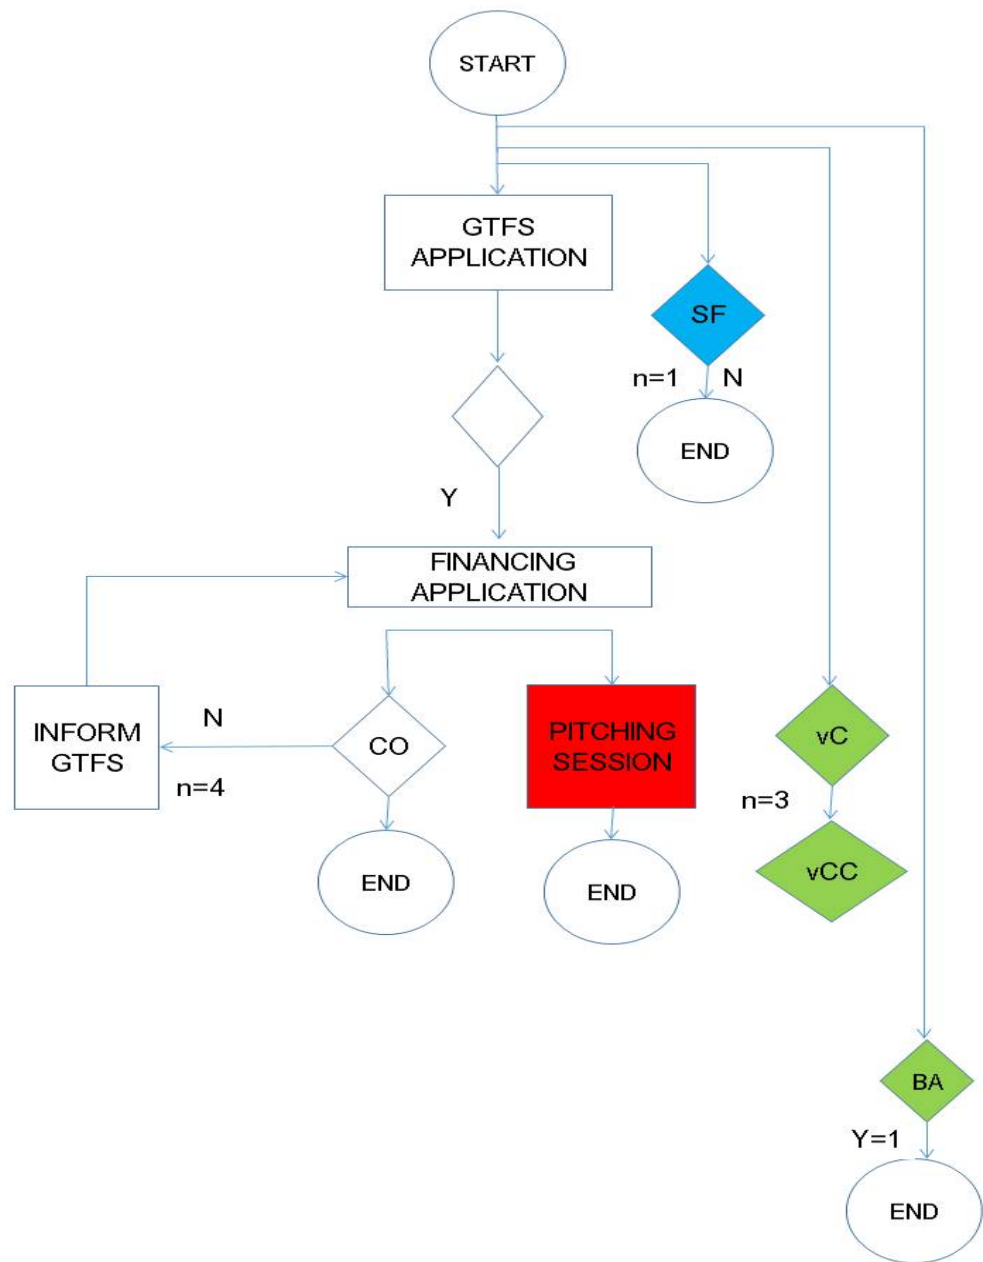 START
GTFS
APPLICATION
SF
n=1
N
END
Y
FINANCING
APPLICATION
INFORM
GTFS
N
n=4
CO
PITCHING
SESSION
vC
n=3
vCC
END
END
BA
Y=1
END